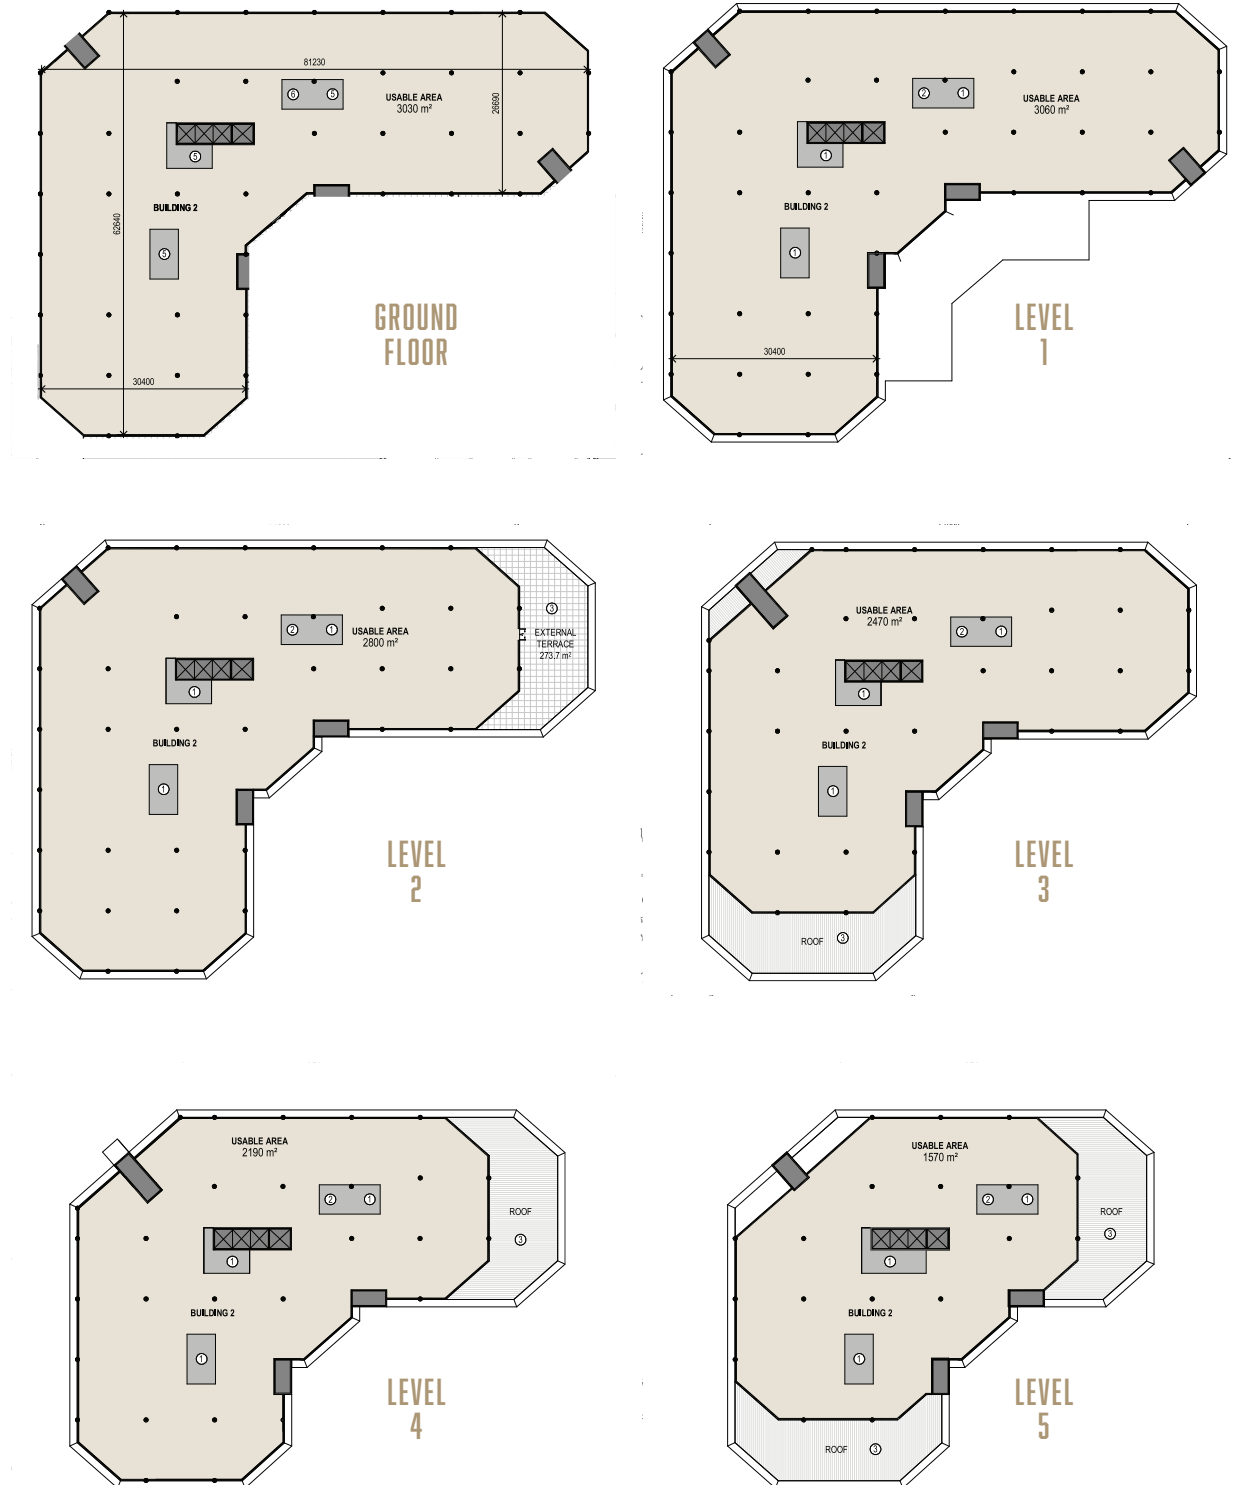 81230
6
5
USABLE AREA
3030 m²
26690
5
BUILDING 2
62640
5
GROUND
FLOOR
30400
2
1
USABLE AREA
3060 m²
1
BUILDING 2
1
LEVEL
1
30400
3
2
1
USABLE AREA
2800 m²
EXTERNAL
TERRACE
273.7 m²
1
BUILDING 2
1
LEVEL
2
USABLE AREA
2470 m²
2
1
1
BUILDING 2
1
LEVEL
3
ROOF
3
USABLE AREA
2190 m²
2
1
ROOF
3
1
BUILDING 2
1
LEVEL
4
USABLE AREA
1570 m²
2
1
ROOF
3
1
BUILDING 2
1
LEVEL
5
ROOF
3